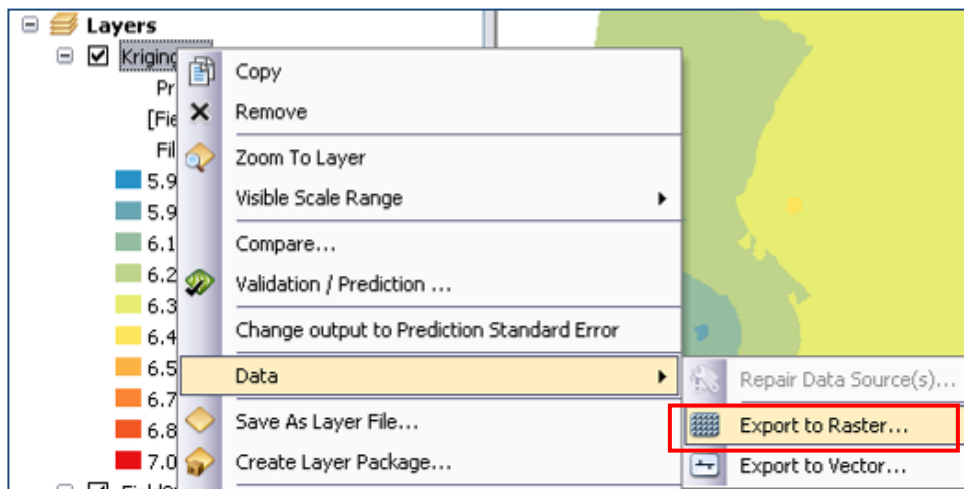 Layers
Kriging
Copy
Remove
Pr
[Fie
Fil
Zoom To Layer
5.9
Visible Scale Range
5.9
6.1
Compare...
6.2
Validation / Prediction ...
6.3
6.4
Change output to Prediction Standard Error
6.5
Data
Repair Data Source(s)...
6.7
6.8
Save As Layer File...
Export to Raster...
7.0
Create Layer Package...
Export to Vector...